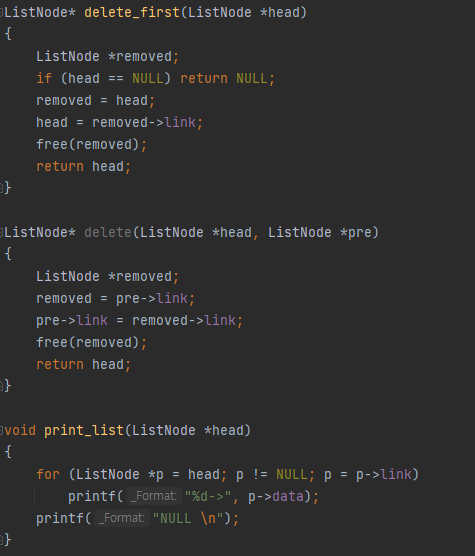 ListNode* delete_first(ListNode *head)
{
    ListNode *removed;
    if (head == NULL) return NULL;
    removed = head;
    head = removed->link;
    free(removed);
    return head;
}

ListNode* delete(ListNode *head, ListNode *pre)
{
    ListNode *removed;
    removed = pre->link;
    pre->link = removed->link;
    free(removed);
    return head;
}

void print_list(ListNode *head)
{
    for (ListNode *p = head; p != NULL; p = p->link)
        printf(_Format: "%d->", p->data);
    printf(_Format: "NULL \n");
}